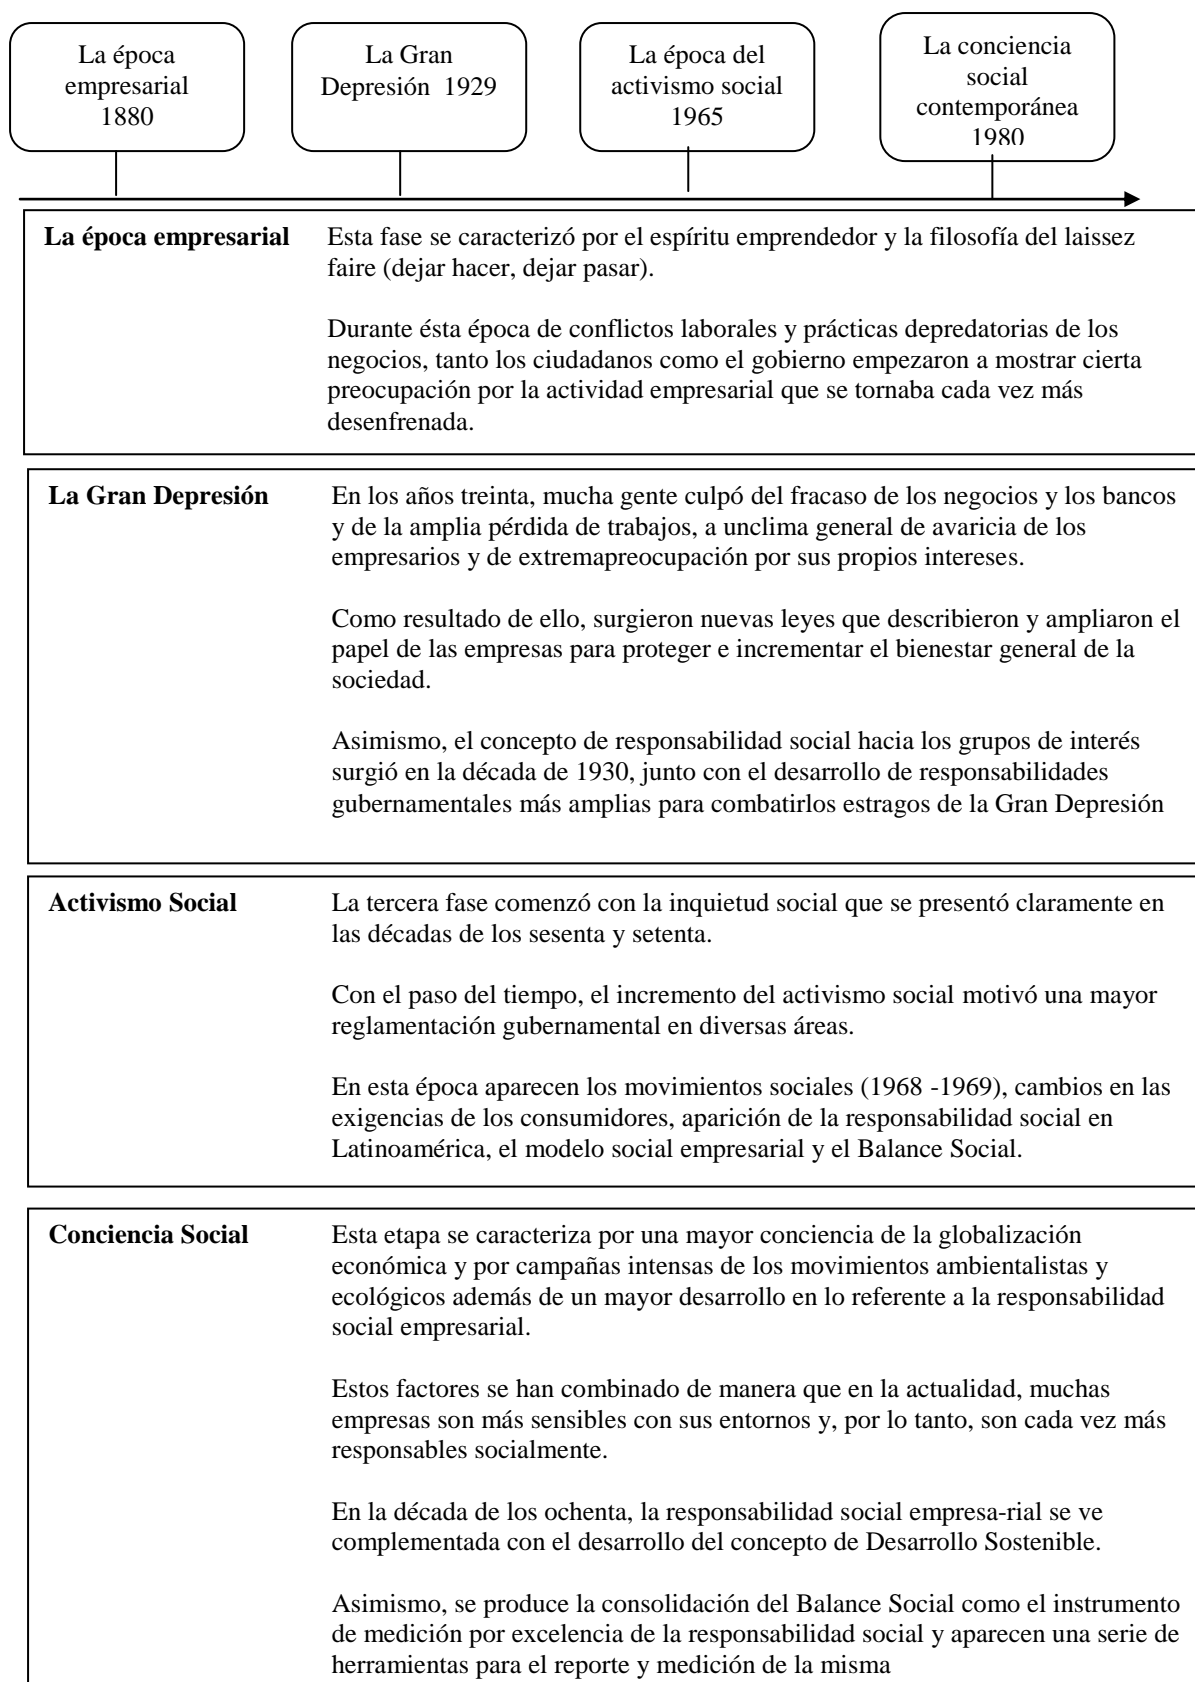 La época
empresarial
1880
La Gran
Depresión 1929
La época del
activismo social
1965
La conciencia
social
contemporánea
1980
La época empresarial
Esta fase se caracterizó por el espíritu emprendedor y la filosofía del laissez
faire (dejar hacer, dejar pasar).
Durante ésta época de conflictos laborales y prácticas depredatorias de los
negocios, tanto los ciudadanos como el gobierno empezaron a mostrar cierta
preocupación por la actividad empresarial que se tornaba cada vez más
desenfrenada.
La Gran Depresión
En los años treinta, mucha gente culpó del fracaso de los negocios y los bancos
y de la amplia pérdida de trabajos, a unclima general de avaricia de los
empresarios y de extremapreocupación por sus propios intereses.
Como resultado de ello, surgieron nuevas leyes que describieron y ampliaron el
papel de las empresas para proteger e incrementar el bienestar general de la
sociedad.
Asimismo, el concepto de responsabilidad social hacia los grupos de interés
surgió en la década de 1930, junto con el desarrollo de responsabilidades
gubernamentales más amplias para combatirlos estragos de la Gran Depresión
Activismo Social
La tercera fase comenzó con la inquietud social que se presentó claramente en
las décadas de los sesenta y setenta.
Con el paso del tiempo, el incremento del activismo social motivó una mayor
reglamentación gubernamental en diversas áreas.
En esta época aparecen los movimientos sociales (1968 -1969), cambios en las
exigencias de los consumidores, aparición de la responsabilidad social en
Latinoamérica, el modelo social empresarial y el Balance Social.
Conciencia Social
Esta etapa se caracteriza por una mayor conciencia de la globalización
económica y por campañas intensas de los movimientos ambientalistas y
ecológicos además de un mayor desarrollo en lo referente a la responsabilidad
social empresarial.
Estos factores se han combinado de manera que en la actualidad, muchas
empresas son más sensibles con sus entornos y, por lo tanto, son cada vez más
responsables socialmente.
En la década de los ochenta, la responsabilidad social empresa-rial se ve
complementada con el desarrollo del concepto de Desarrollo Sostenible.
Asimismo, se produce la consolidación del Balance Social como el instrumento
de medición por excelencia de la responsabilidad social y aparecen una serie de
herramientas para el reporte y medición de la misma